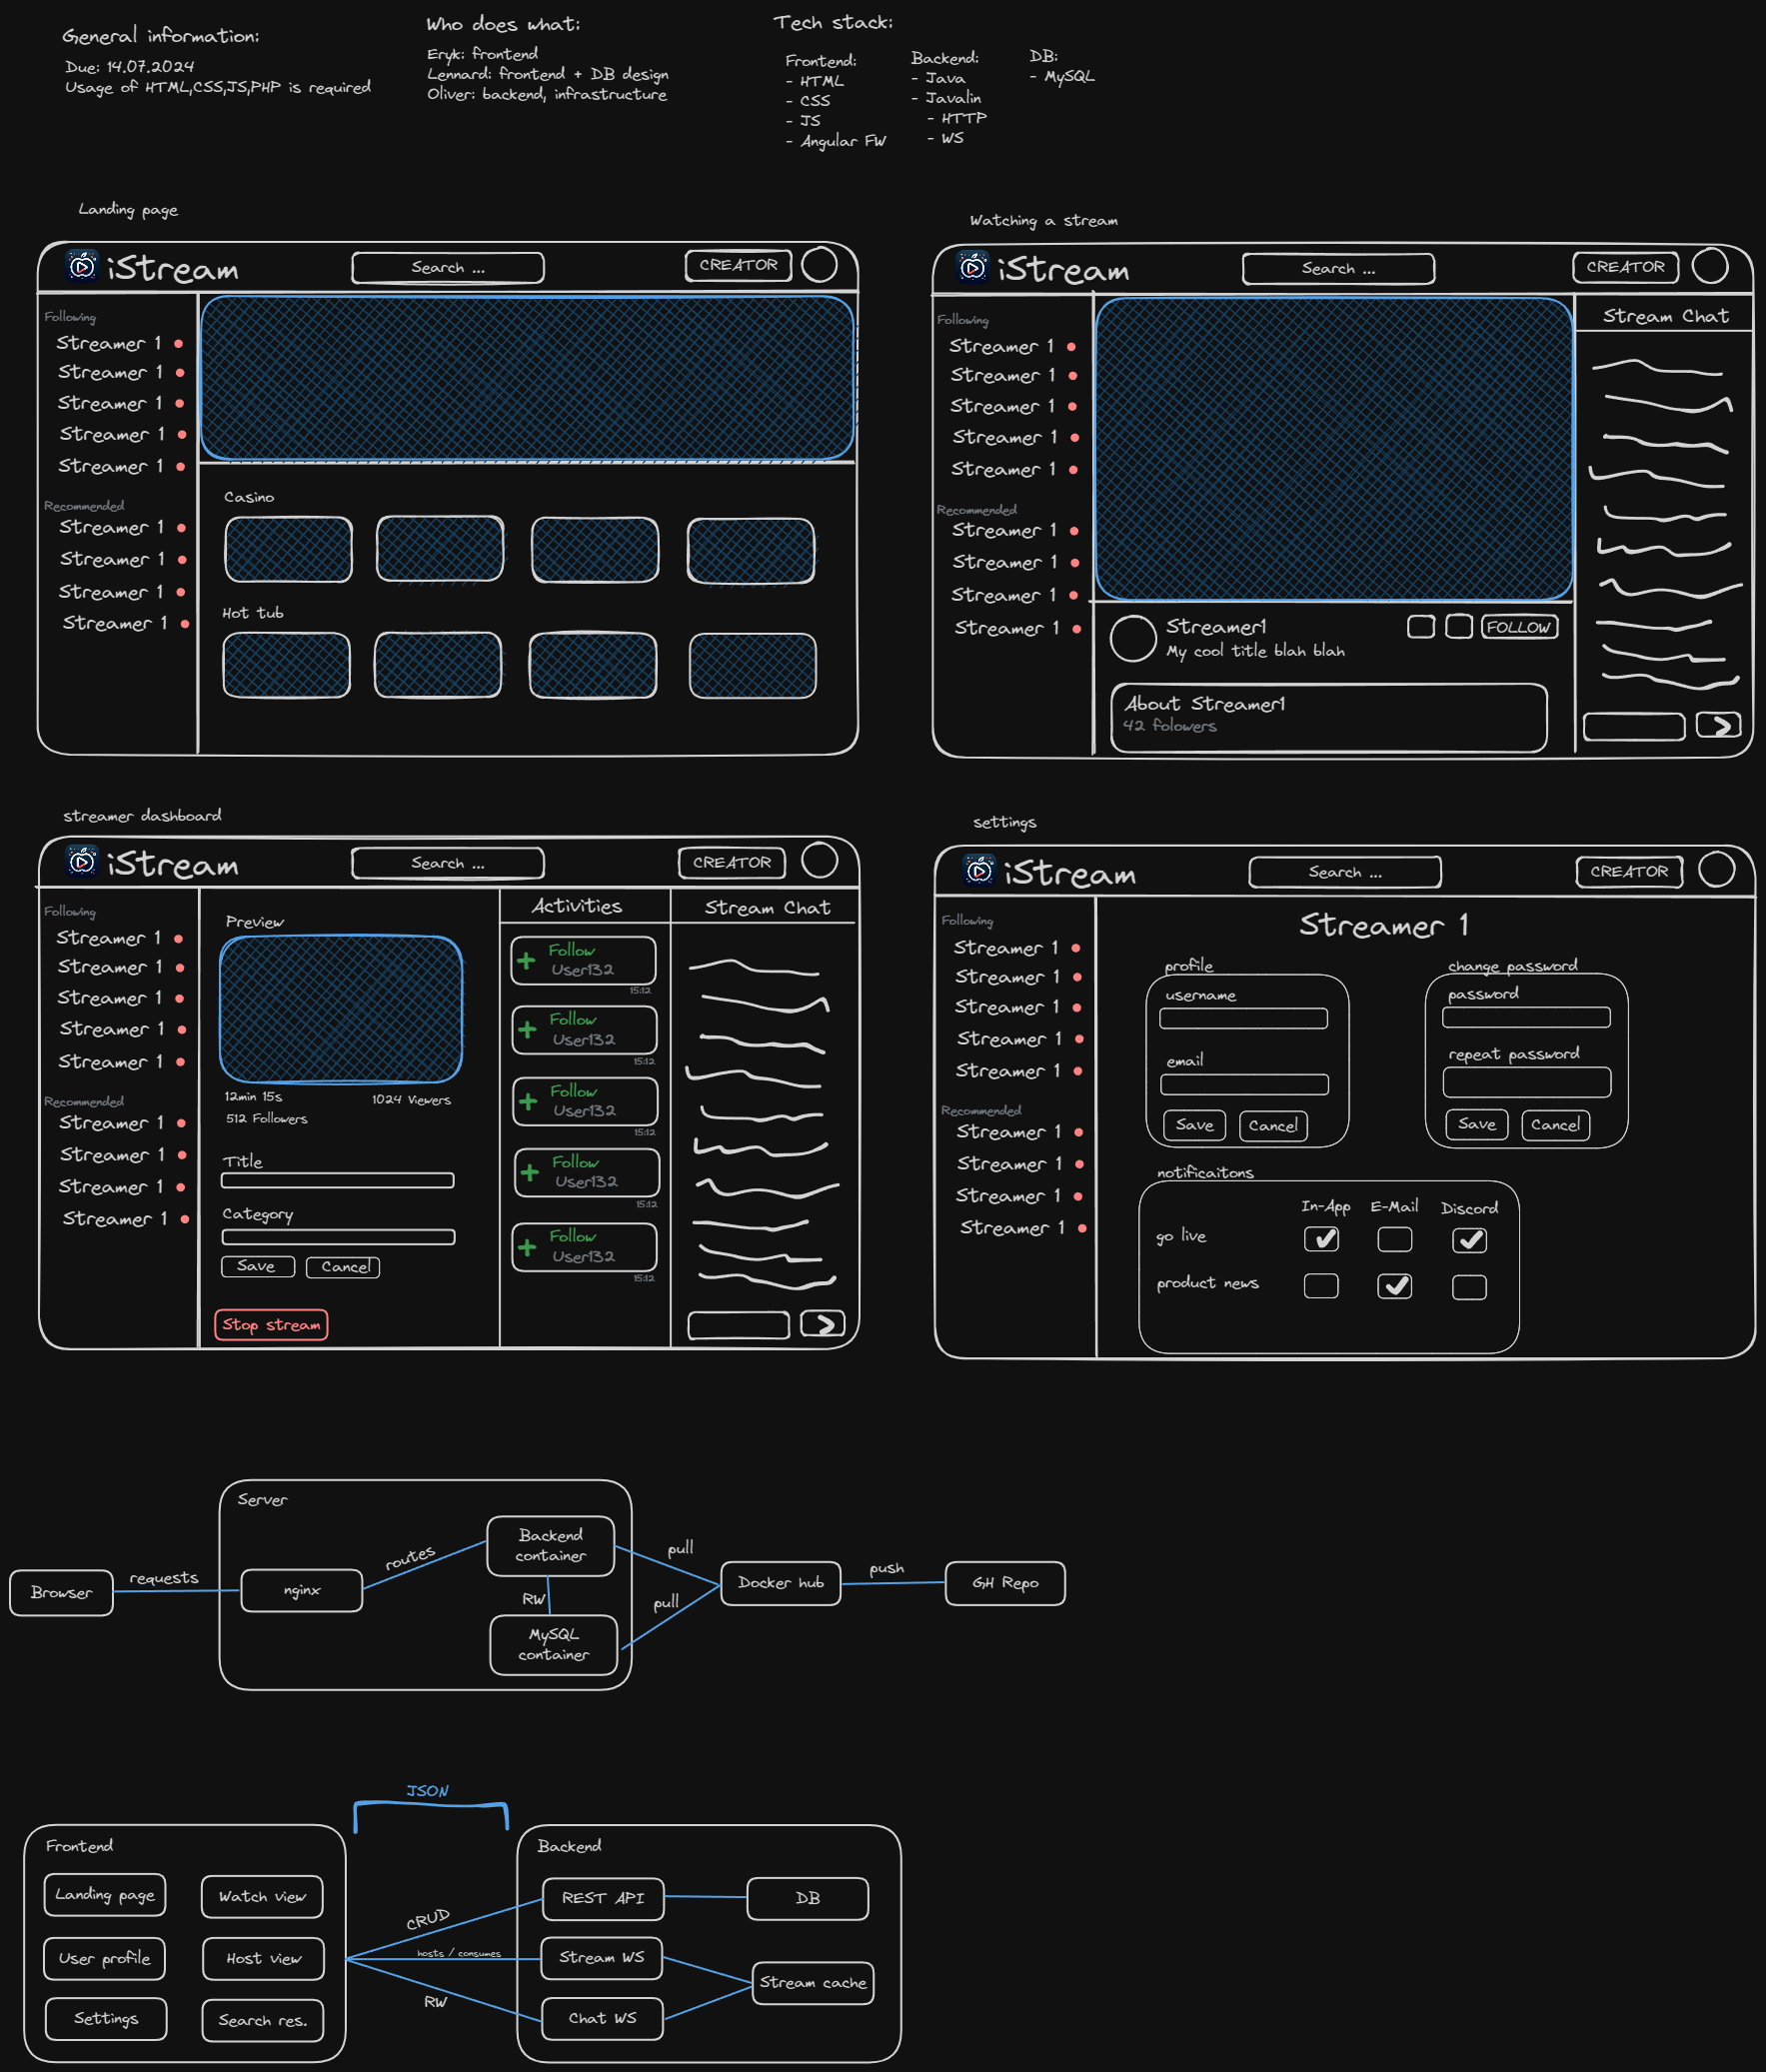 General information:
Due: 14.07.2024
Usage of HTML,CSS,JS,PHP is required
Who does what:
Eryk: frontend
Lennard: frontend + DB design
Oliver: backend, infrastructure
Tech stack:
Frontend:
- HTML
- CSS
- JS
- Angular FW
Backend:
- Java
- Javalin
- HTTP
- WS
DB:
- MySQL
Landing page
iStream
Search ...
CREATOR
Following
Streamer 1
Streamer 1
Streamer 1
Streamer 1
Streamer 1
Recommended
Streamer 1
Streamer 1
Streamer 1
Streamer 1
Casino
Hot tub
Watching a stream
iStream
Search ...
CREATOR
Following
Streamer 1
Streamer 1
Streamer 1
Streamer 1
Streamer 1
Recommended
Streamer 1
Streamer 1
Streamer 1
Streamer 1
Streamer1
My cool title blah blah
FOLLOW
About Streamer1
42 folowers
Stream Chat
streamer dashboard
iStream
Search ...
CREATOR
Following
Streamer 1
Streamer 1
Streamer 1
Streamer 1
Streamer 1
Recommended
Streamer 1
Streamer 1
Streamer 1
Streamer 1
Preview
12min 15s
1024 Viewers
512 Followers
Title
Category
Save
Cancel
Stop stream
Activities
Follow
User132
15:12
Follow
User132
15:12
Follow
User132
15:12
Follow
User132
15:12
Follow
User132
15:12
Stream Chat
settings
iStream
Search ...
CREATOR
Following
Streamer 1
Streamer 1
Streamer 1
Streamer 1
Streamer 1
Recommended
Streamer 1
Streamer 1
Streamer 1
Streamer 1
Streamer 1
profile
username
email
Save
Cancel
change password
password
repeat password
Save
Cancel
notificaitons
In-App
E-Mail
Discord
go live
product news
Server
Browser
requests
nginx
routes
Backend
container
RW
MySQL
container
pull
pull
Docker hub
push
GH Repo
JSON
Frontend
Landing page
Watch view
User profile
Host view
Settings
Search res.
CRUD
hosts / consumes
RW
Backend
REST API
DB
Stream WS
Stream cache
Chat WS